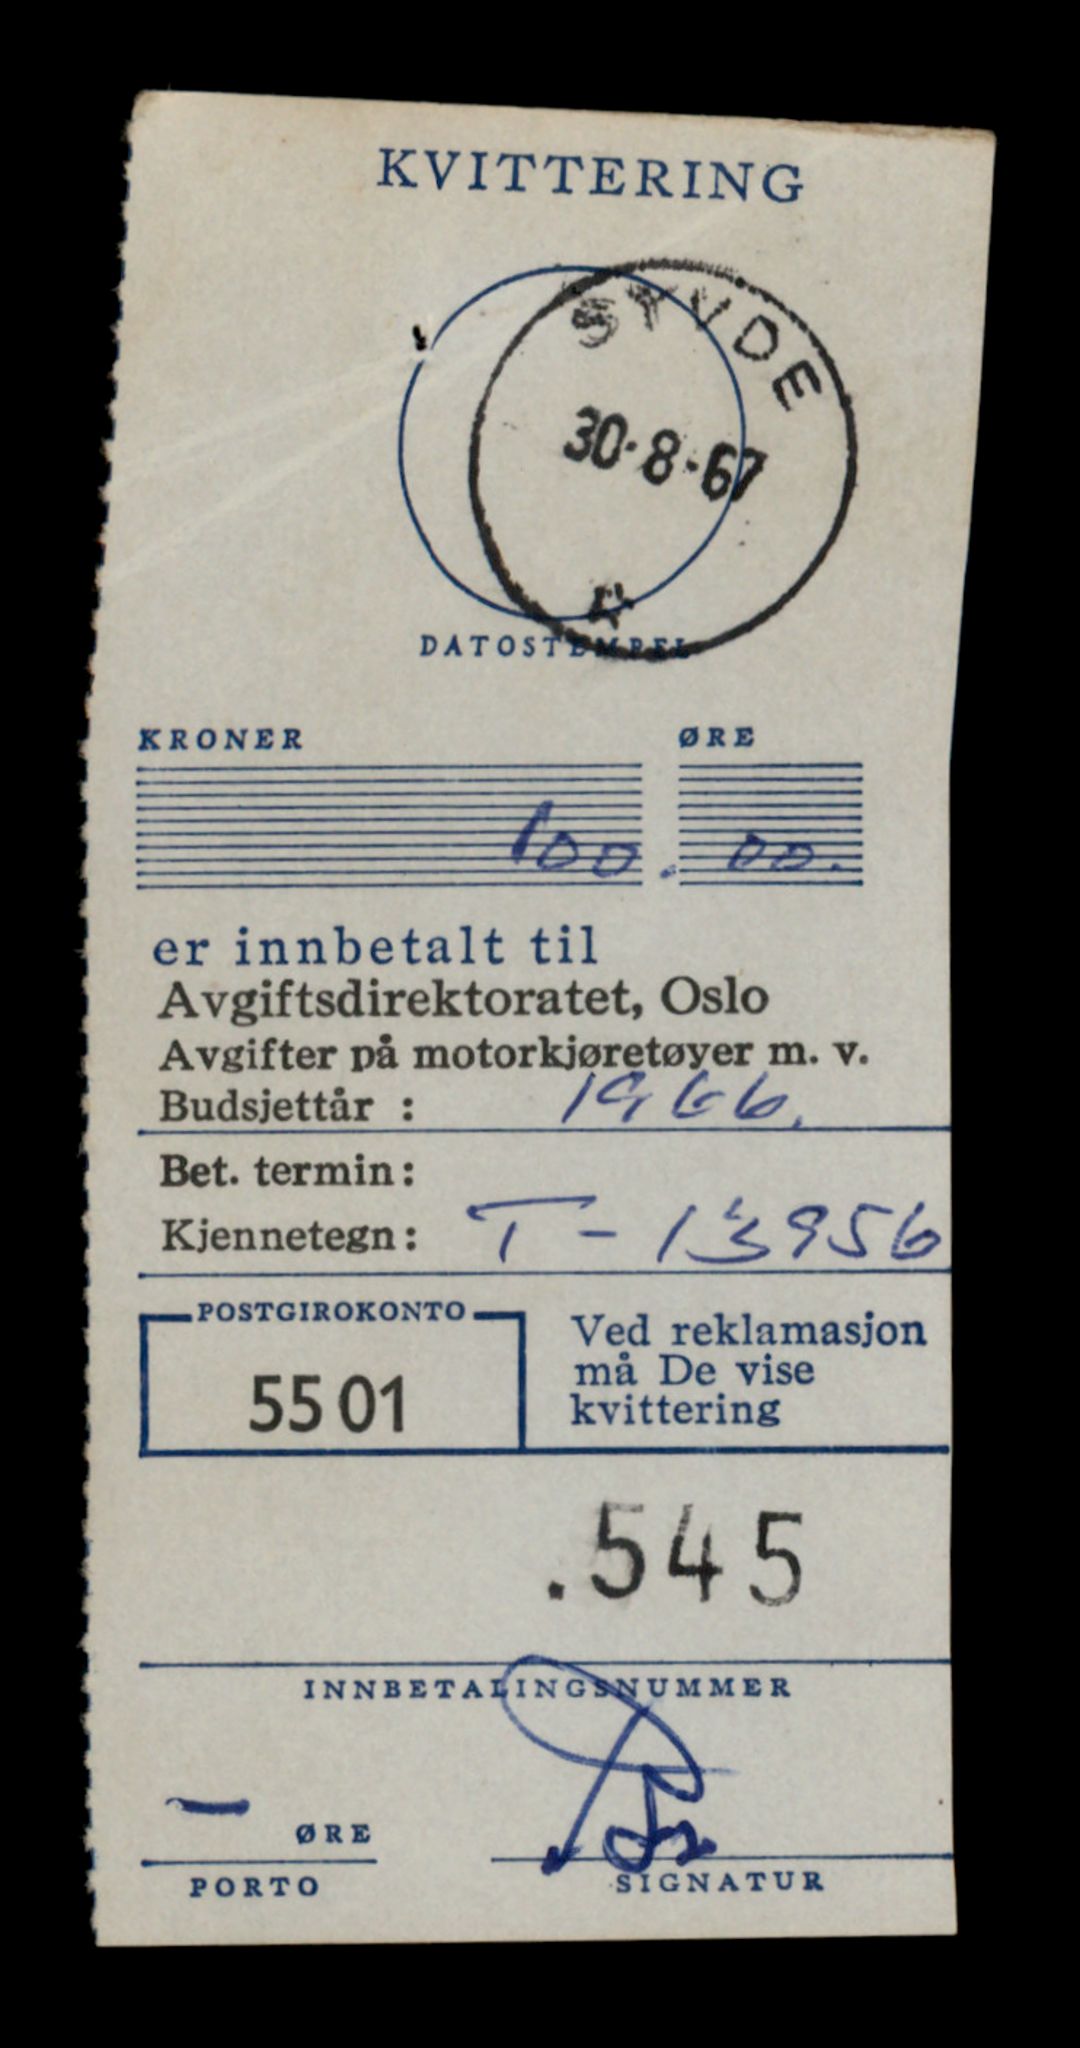 KVITTERING
SYVDE
30·8·67
DATOSTEMPEL
KRONER ØRE
100. 00.
er innbetalt til
Avgiftsdirektoratet, Oslo
Avgifter på motorkjøretøyer m. v.
Budsjettår : 1966.
Bet. termin:
Kjennetegn: T - 13956
POSTGIROKONTO
55 01
Ved reklamasjon
må De vise
kvittering
.545
INNBETALINGSNUMMER
— ØRE
PORTO
SIGNATUR